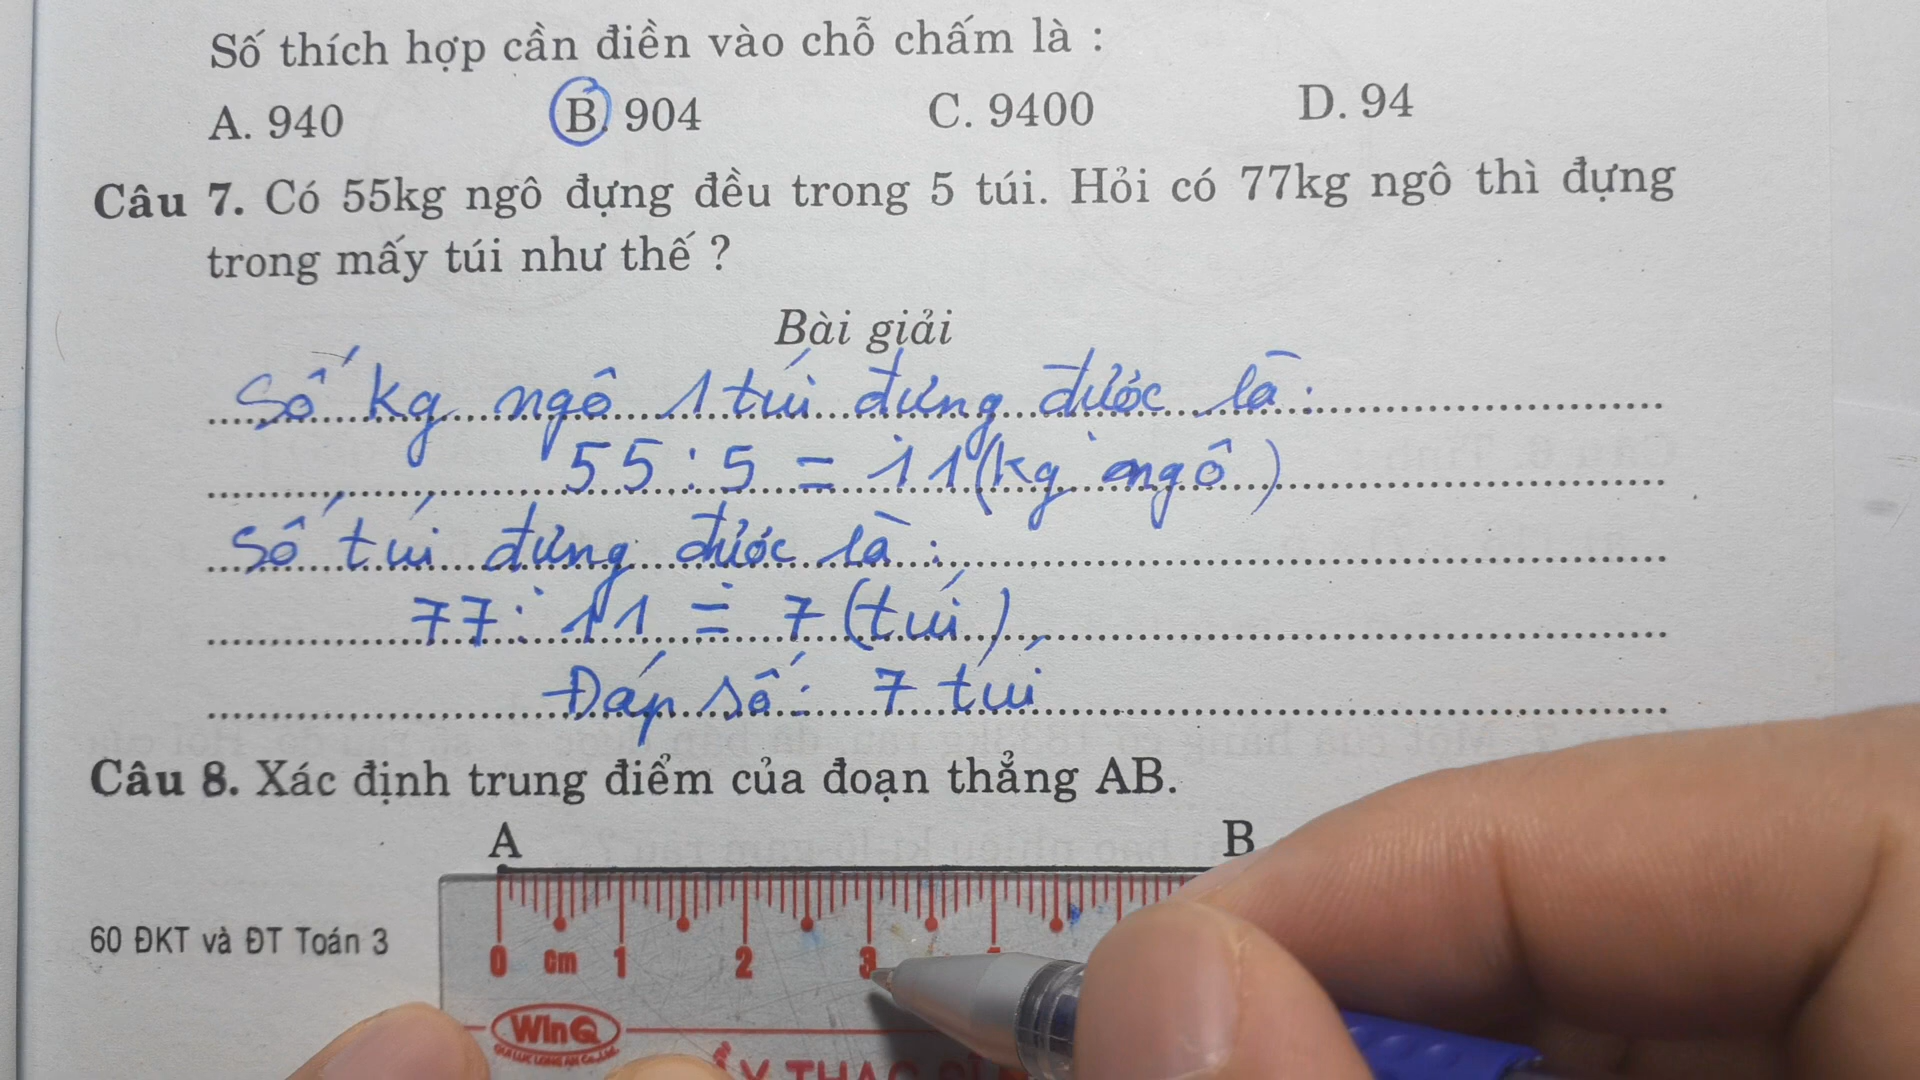 Số thích hợp cần điền vào chỗ chấm là :
A. 940 B. 904 C. 9400 D. 94
Câu 7. Có 55kg ngô đựng đều trong 5 túi. Hỏi có 77kg ngô thì đựng
trong mấy túi như thế ?
Bài giải
Số kg ngô 1 túi đựng được là:
55 : 5 = 11 (kg ngô)
Số túi đựng được là:
77 : 11 = 7 (túi)
Đáp số: 7 túi
Câu 8. Xác định trung điểm của đoạn thẳng AB.
A B
60 ĐKT và ĐT Toán 3
0 cm 1 2 3
WinQ